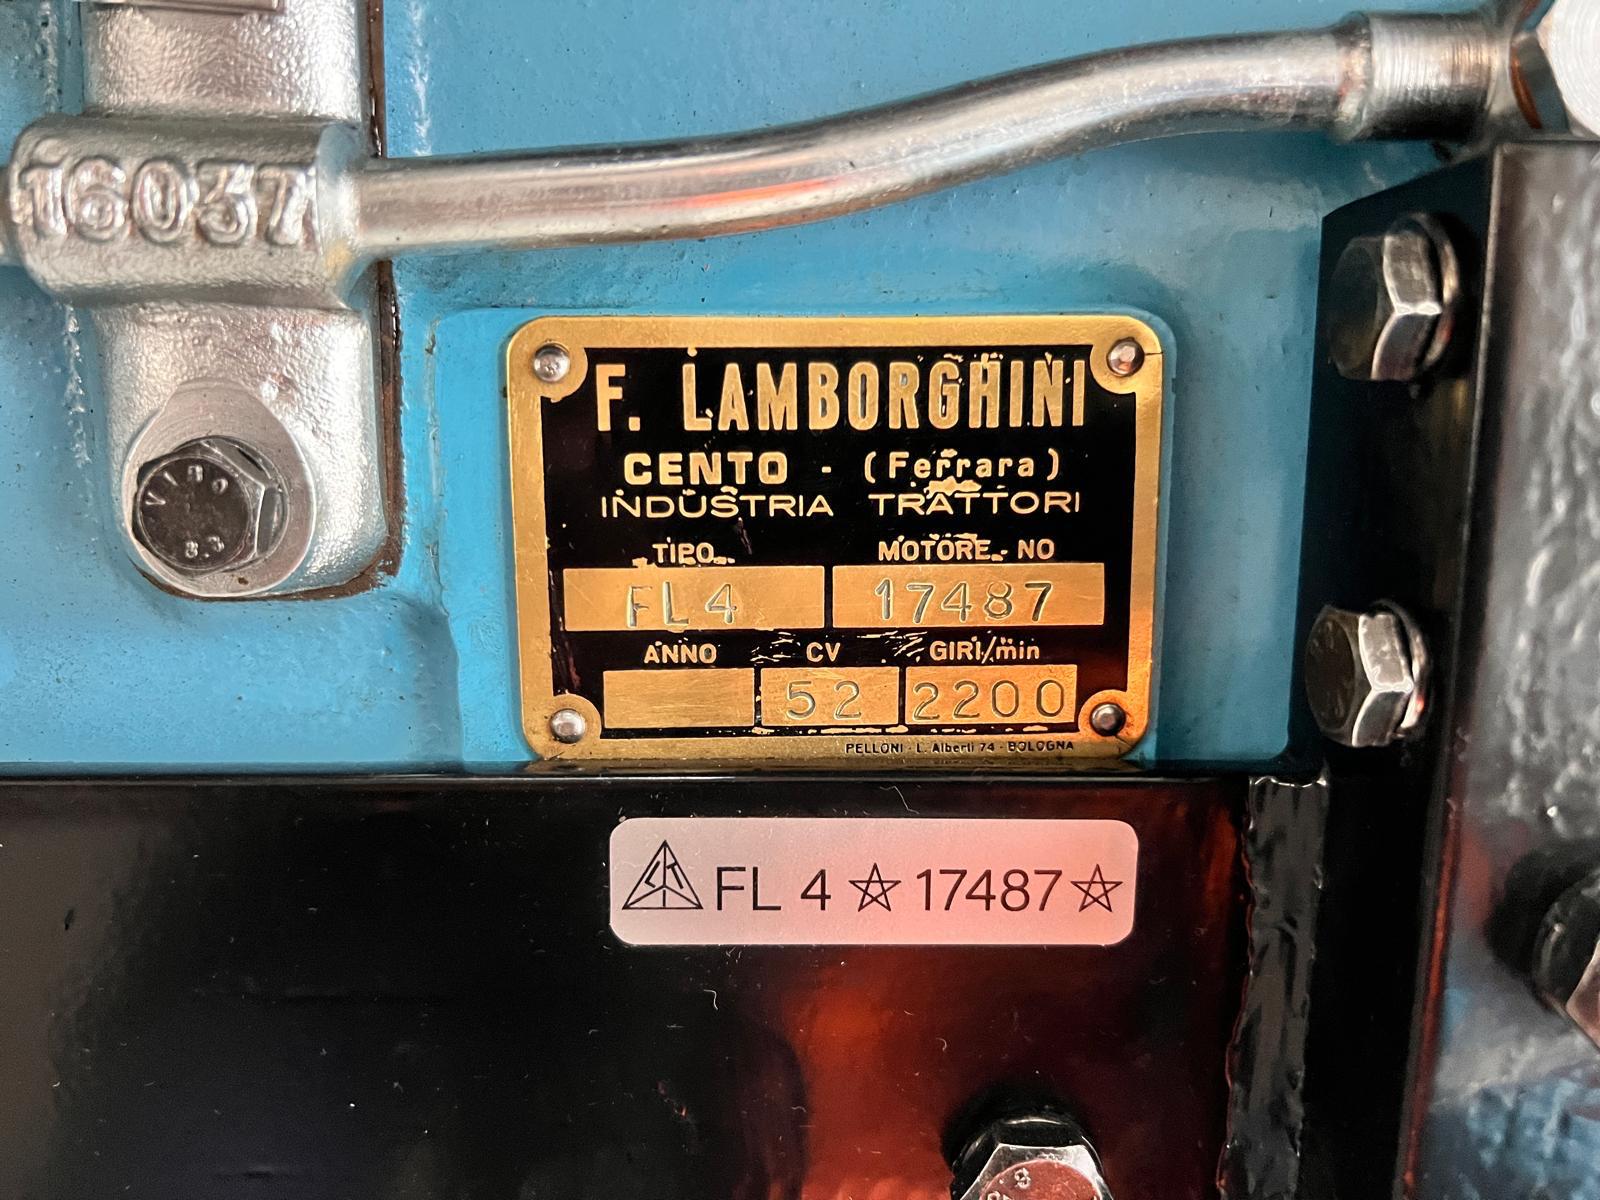 16037
F. LAMBORGHINI
CENTO - (Ferrara)
INDUSTRIA TRATTORI
TIPO MOTORE - NO
FL4 17487
ANNO CV GIRI/min
52 2200
PELLONI - L. Alberti 74 - BOLOGNA
FL 4 ☆ 17487 ☆